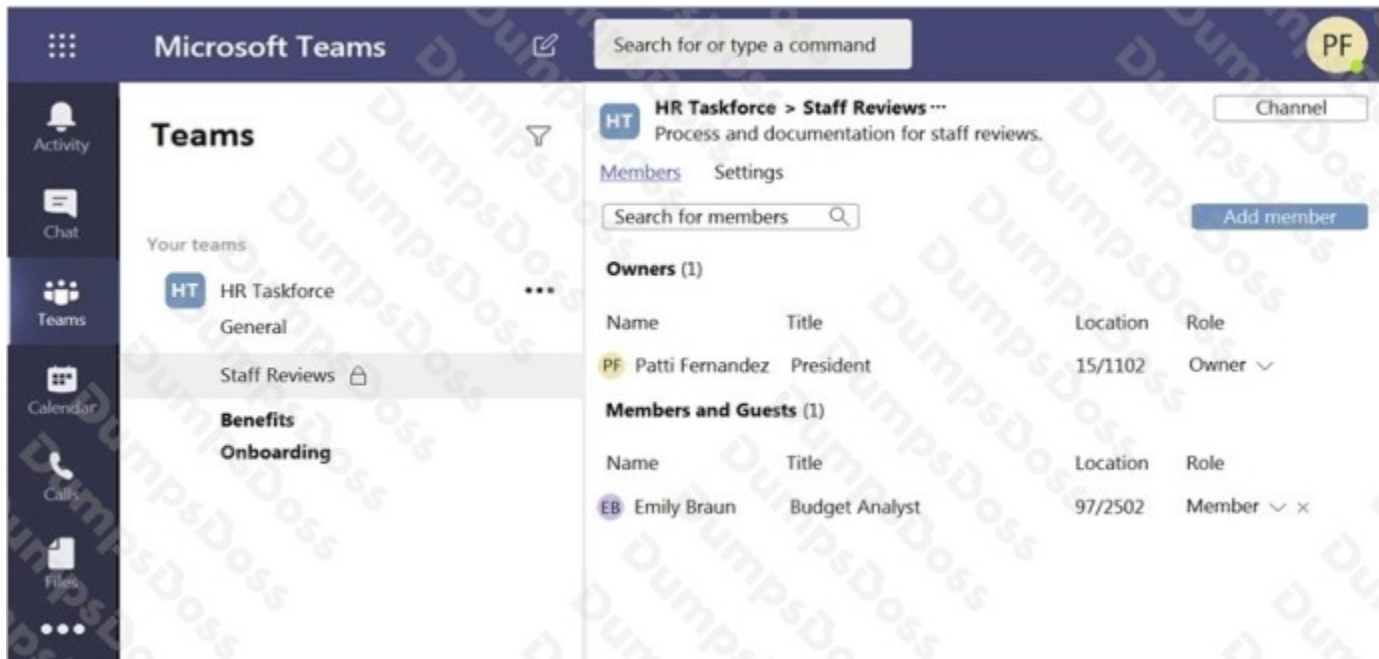 Microsoft Teams
Search for or type a command
PF
Activity
Chat
Teams
Calendar
Calls
Files
Teams
Your teams
HT HR Taskforce
General
Staff Reviews
Benefits
Onboarding
HT
HR Taskforce > Staff Reviews ···
Channel
Process and documentation for staff reviews.
Members Settings
Search for members
Add member
Owners (1)
Name Title Location Role
PF Patti Fernandez President 15/1102 Owner
Members and Guests (1)
Name Title Location Role
EB Emily Braun Budget Analyst 97/2502 Member
DumpsDoss